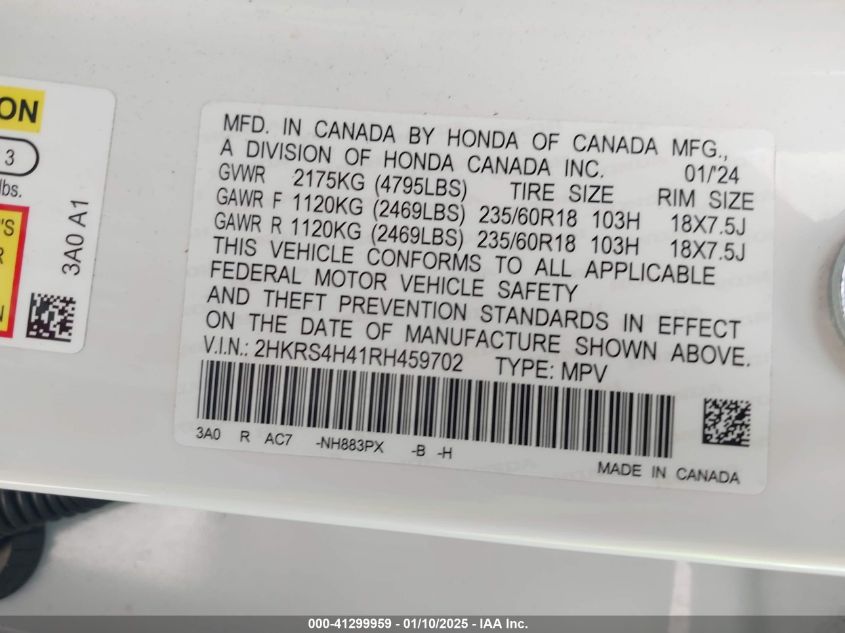 ON
3
lbs.
'S
R
N
3A0 A1
MFD. IN CANADA BY HONDA OF CANADA MFG.,
A DIVISION OF HONDA CANADA INC. 01/'24
GVWR 2175KG (4795LBS) TIRE SIZE RIM SIZE
GAWR F 1120KG (2469LBS) 235/60R18 103H 18X7.5J
GAWR R 1120KG (2469LBS) 235/60R18 103H 18X7.5J
THIS VEHICLE CONFORMS TO ALL APPLICABLE
FEDERAL MOTOR VEHICLE SAFETY
AND THEFT PREVENTION STANDARDS IN EFFECT
ON THE DATE OF MANUFACTURE SHOWN ABOVE.
V.I.N.: 2HKRS4H41RH459702 TYPE: MPV
3A0 R AC7 -NH883PX -B -H
MADE IN CANADA
000-41299959 — 01/10/2025 — IAA Inc.